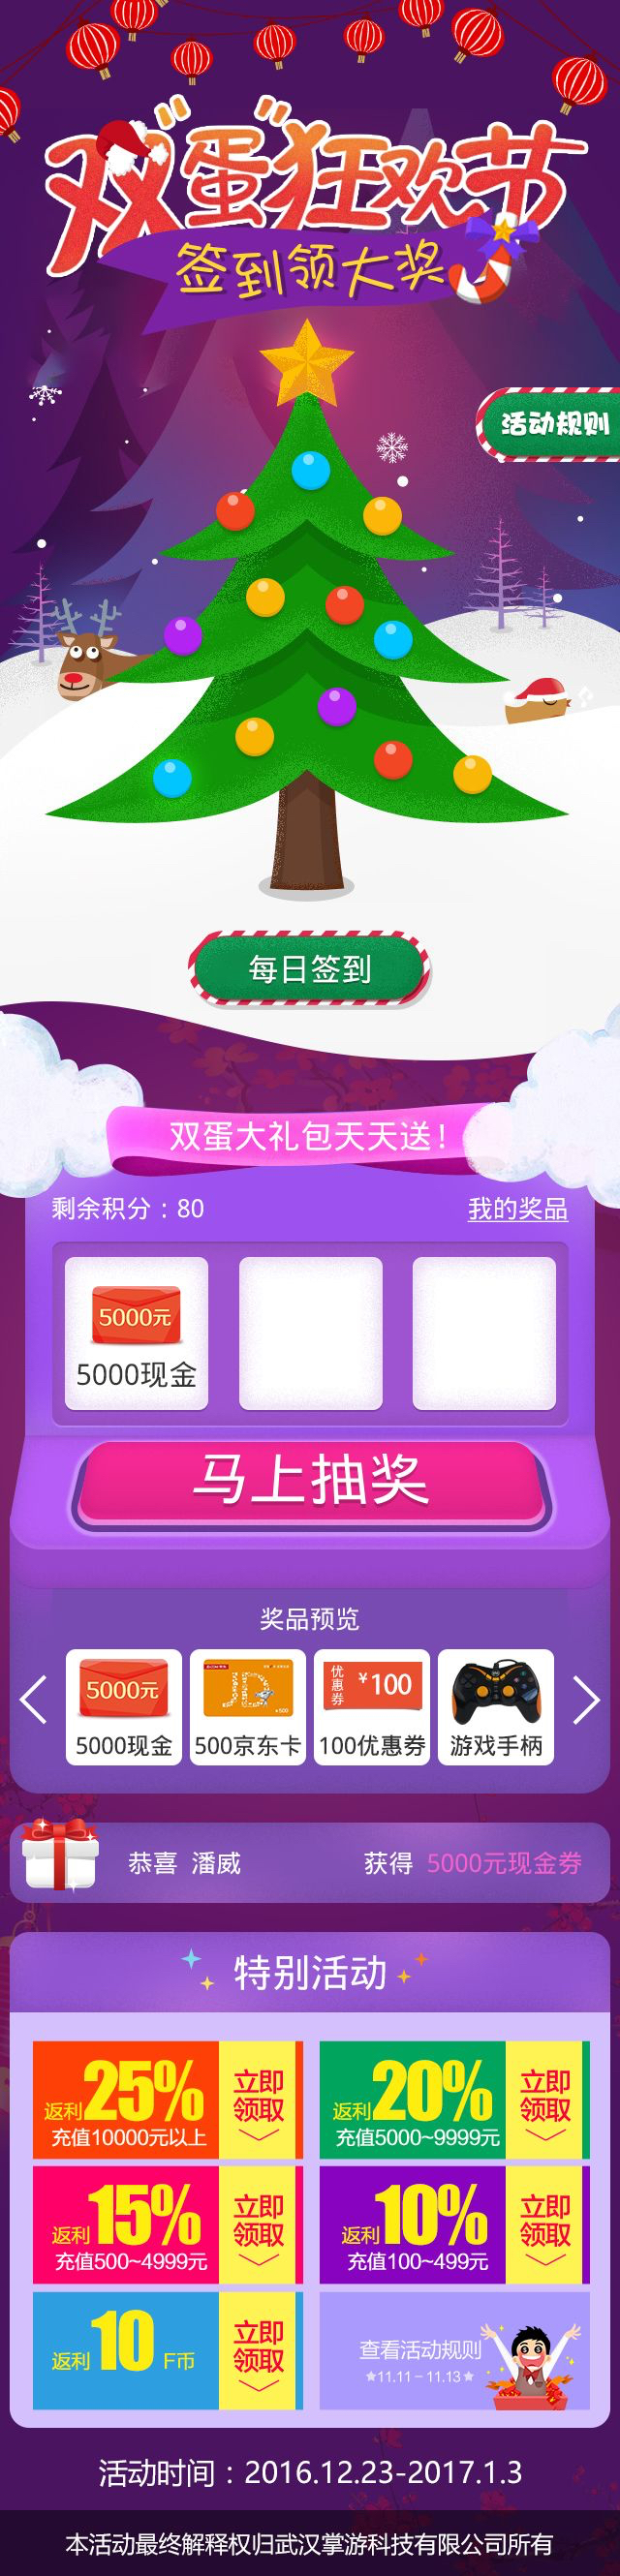 双蛋狂欢节
签到领大奖
活动规则
每日签到
双蛋大礼包天天送！
剩余积分：80
我的奖品
5000元
5000现金
马上抽奖
奖品预览
5000元
优惠券
¥100
5000现金
500京东卡
100优惠券
游戏手柄
恭喜 潘威
获得 5000元现金券
特别活动
返利25%
充值10000元以上
立即
领取
返利20%
充值5000~9999元
立即
领取
返利15%
充值500~4999元
立即
领取
返利10%
充值100~499元
立即
领取
返利10 F币
立即
领取
查看活动规则
★11.11－11.13★
活动时间：2016.12.23-2017.1.3
本活动最终解释权归武汉掌游科技有限公司所有